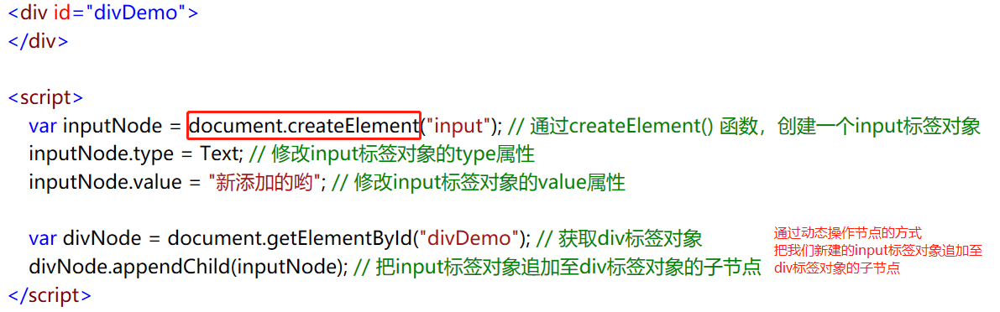 <div id="divDemo">
</div>
<script>
var inputNode = document.createElement("input"); // 通过createElement() 函数，创建一个input标签对象
inputNode.type = Text; // 修改input标签对象的type属性
inputNode.value = "新添加的哟"; // 修改input标签对象的value属性
var divNode = document.getElementById("divDemo"); // 获取div标签对象
divNode.appendChild(inputNode); // 把input标签对象追加至div标签对象的子节点
</script>
通过动态操作节点的方式
把我们新建的input标签对象追加至
div标签对象的子节点